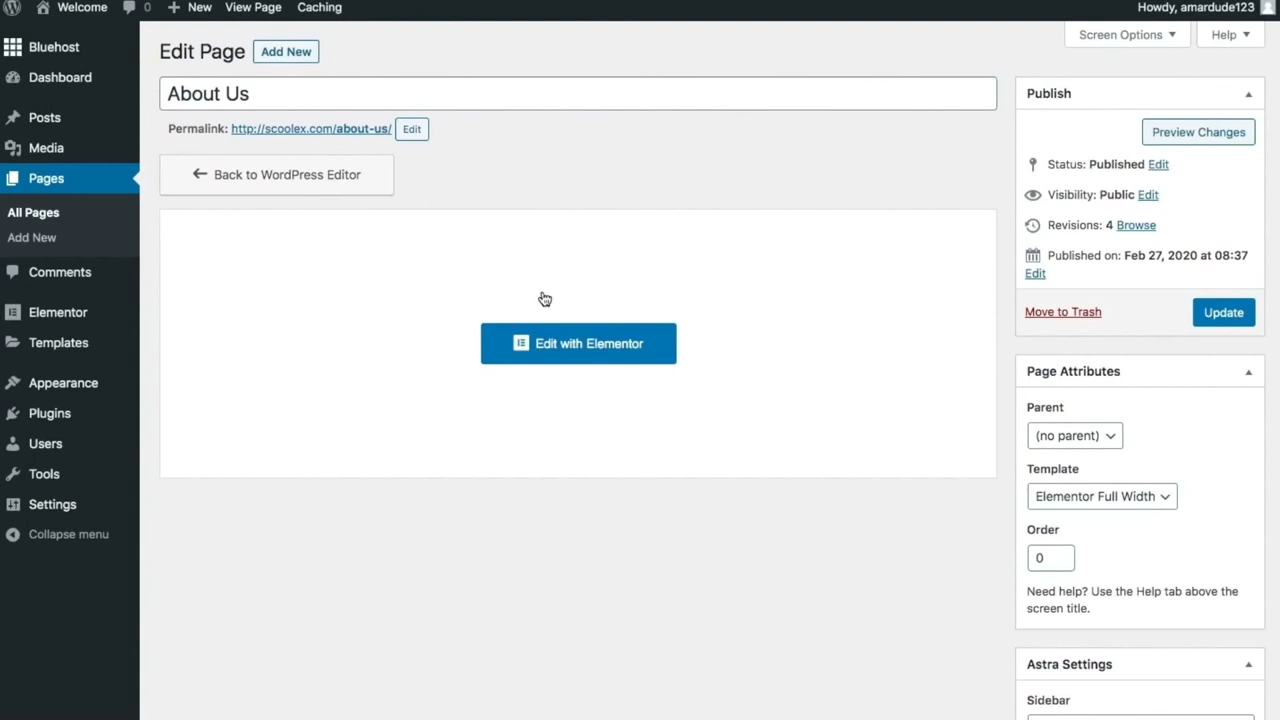 Welcome 0 New View Page Caching Howdy, amardude123
Screen Options Help
Bluehost
Dashboard
Posts
Media
Pages
All Pages
Add New
Comments
Elementor
Templates
Appearance
Plugins
Users
Tools
Settings
Collapse menu
Edit Page Add New
About Us
Permalink: http://scoolex.com/about-us/ Edit
Back to WordPress Editor
Edit with Elementor
Publish
Preview Changes
Status: Published Edit
Visibility: Public Edit
Revisions: 4 Browse
Published on: Feb 27, 2020 at 08:37
Edit
Move to Trash Update
Page Attributes
Parent
(no parent)
Template
Elementor Full Width
Order
0
Need help? Use the Help tab above the
screen title.
Astra Settings
Sidebar